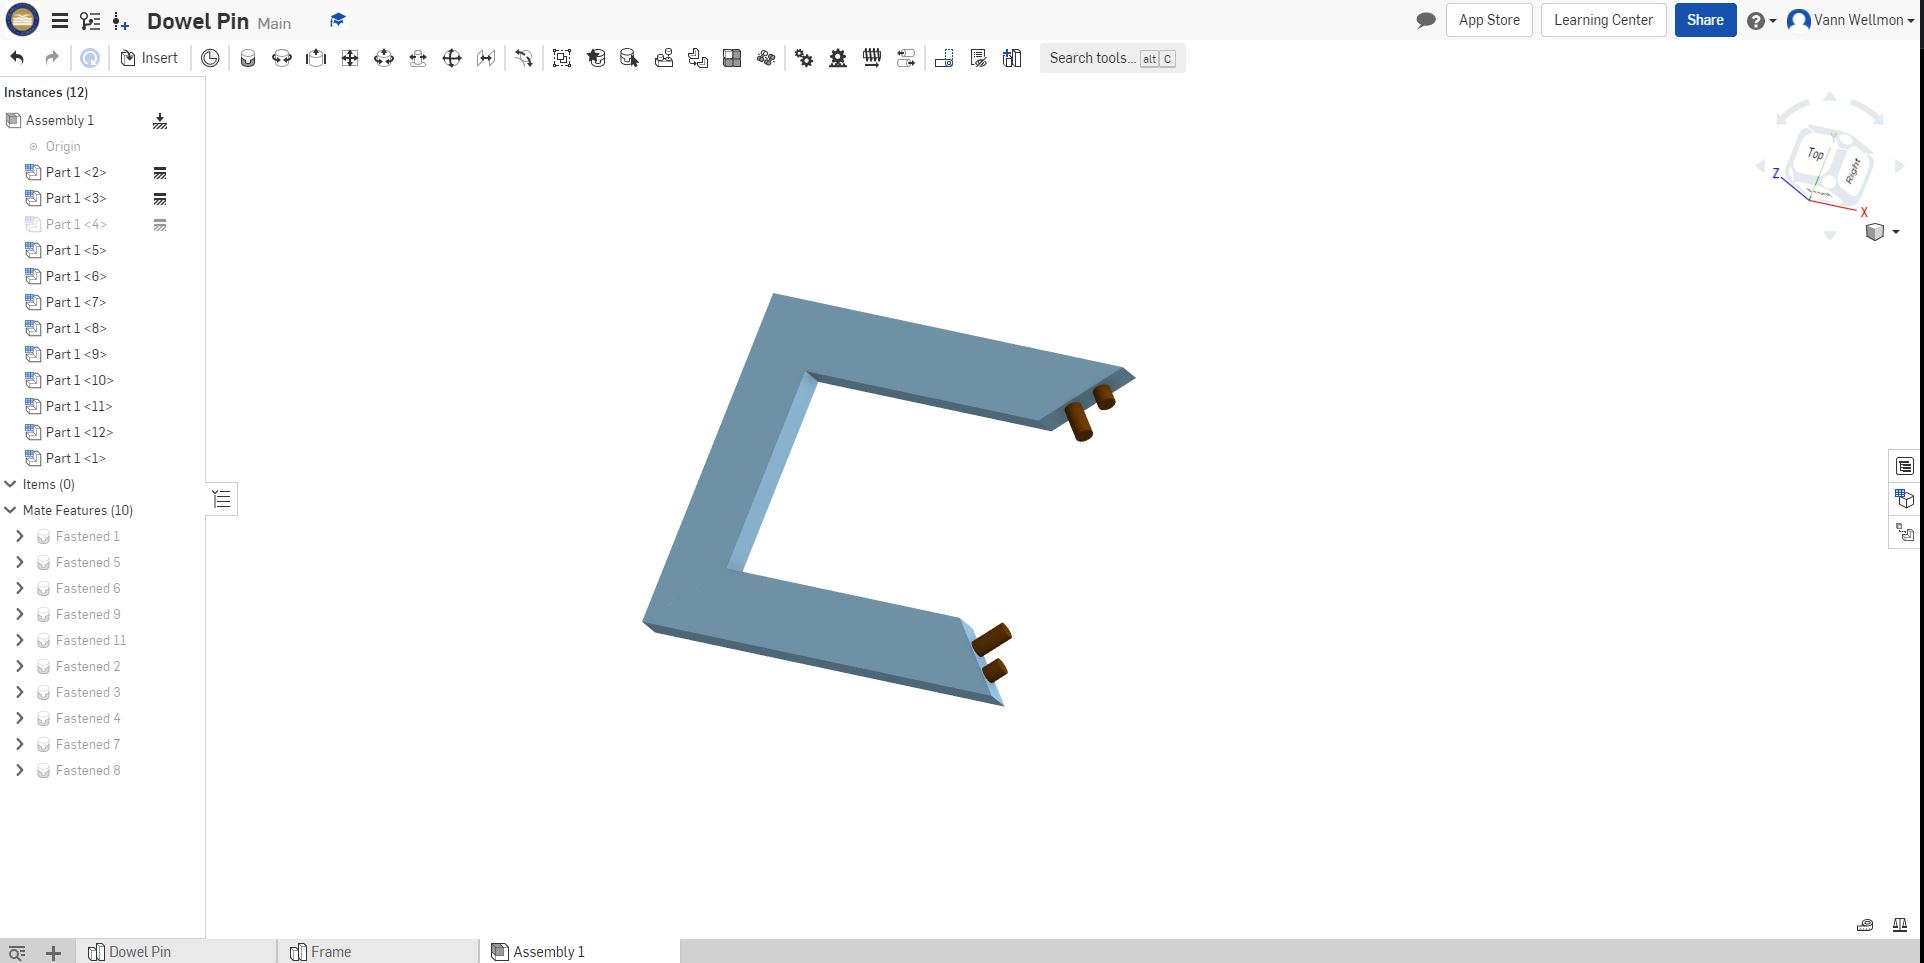 Dowel Pin Main
App Store
Learning Center
Share
Vann Wellmon
Insert
Search tools... alt C
Instances (12)
Assembly 1
Origin
Part 1 <2>
Part 1 <3>
Part 1 <4>
Part 1 <5>
Part 1 <6>
Part 1 <7>
Part 1 <8>
Part 1 <9>
Part 1 <10>
Part 1 <11>
Part 1 <12>
Part 1 <1>
Items (0)
Mate Features (10)
Fastened 1
Fastened 5
Fastened 6
Fastened 9
Fastened 11
Fastened 2
Fastened 3
Fastened 4
Fastened 7
Fastened 8
Y
Top
Right
Z
X
Dowel Pin
Frame
Assembly 1